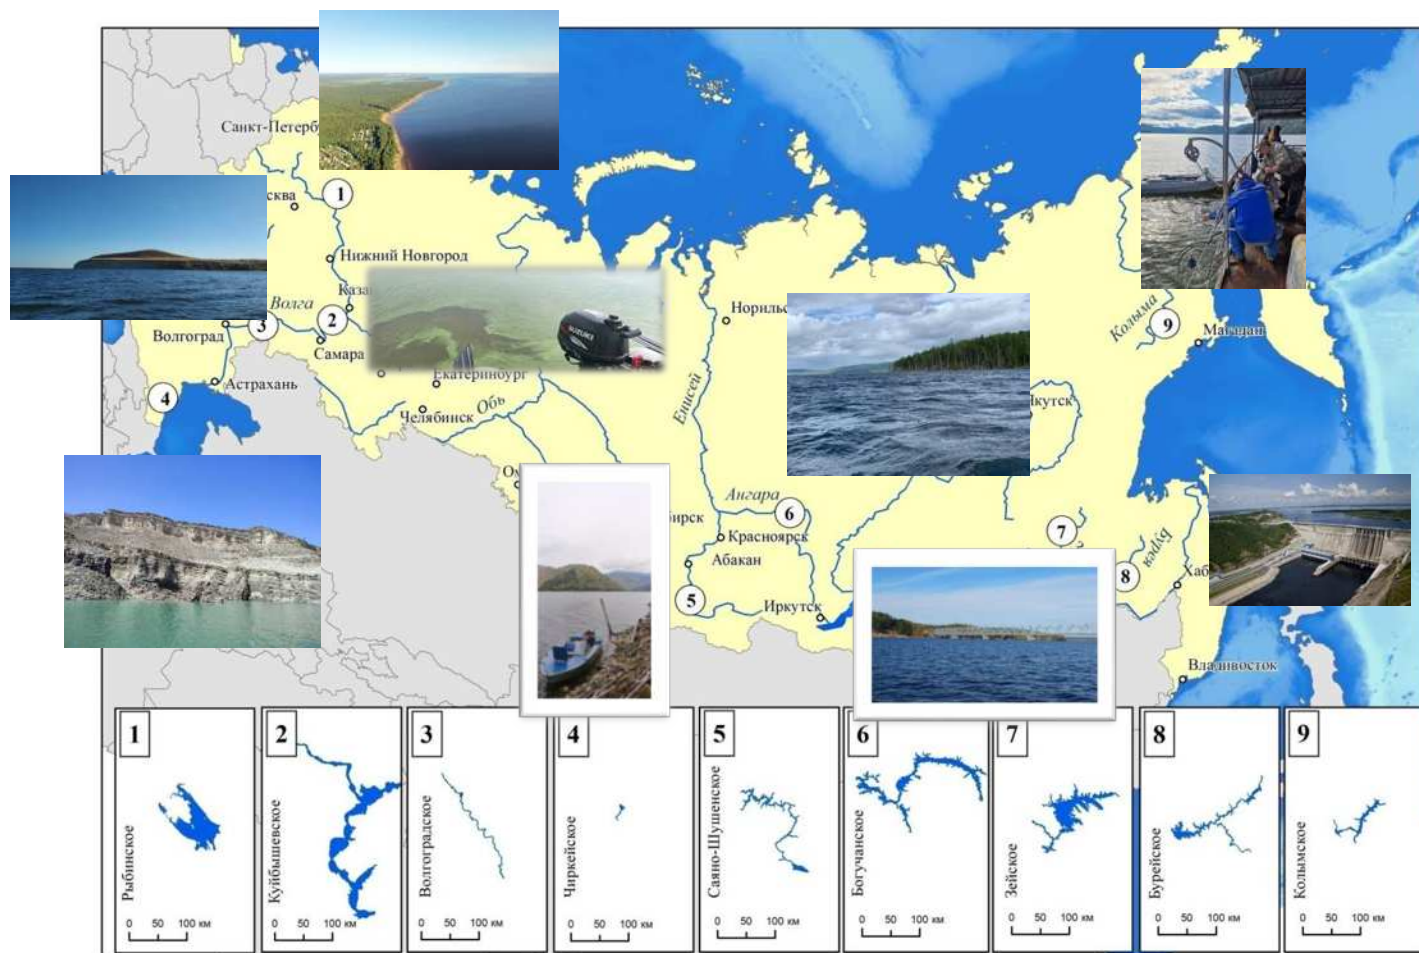 Санкт-Петерб
сква
1
Нижний Новгород
Каза
Волга
2
3
Волгоград
Самара
SUZUKI
Екатеринбург
Астрахань
4
Челябинск
Обь
Ом
Норильс
Енисей
Колыма
9
Магадан
Якутск
Ангара
6
бирск
Красноярск
Абакан
5
Иркутск
7
8
Бурея
Хаб
Владивосток
1
Рыбинское
0 50 100 км
2
Куйбышевское
0 50 100 км
3
Волгоградское
0 50 100 км
4
Чиркейское
0 50 100 км
5
Саяно-Шушенское
0 50 100 км
6
Богучанское
0 50 100 км
7
Зейское
0 50 100 км
8
Бурейское
0 50 100 км
9
Колымское
0 50 100 км